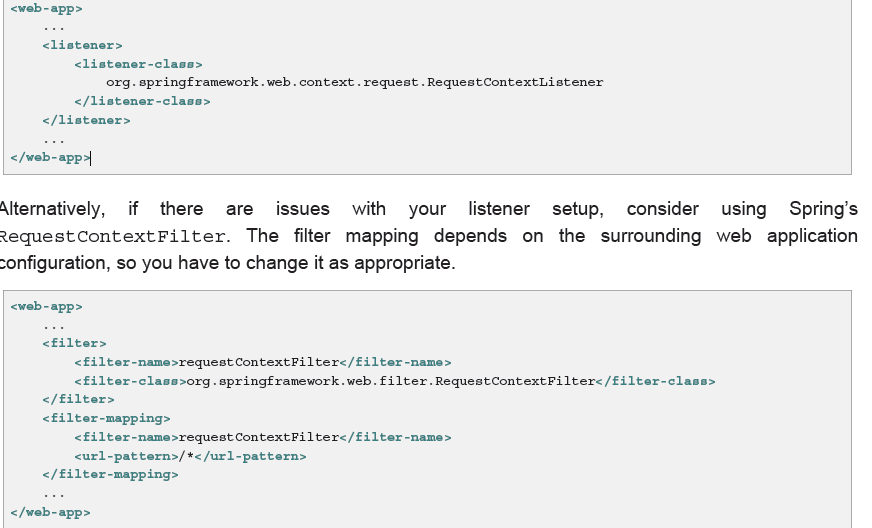 <web-app>
...
<listener>
<listener-class>
org.springframework.web.context.request.RequestContextListener
</listener-class>
</listener>
...
</web-app>
Alternatively, if there are issues with your listener setup, consider using Spring’s
RequestContextFilter. The filter mapping depends on the surrounding web application
configuration, so you have to change it as appropriate.
<web-app>
...
<filter>
<filter-name>requestContextFilter</filter-name>
<filter-class>org.springframework.web.filter.RequestContextFilter</filter-class>
</filter>
<filter-mapping>
<filter-name>requestContextFilter</filter-name>
<url-pattern>/*</url-pattern>
</filter-mapping>
...
</web-app>